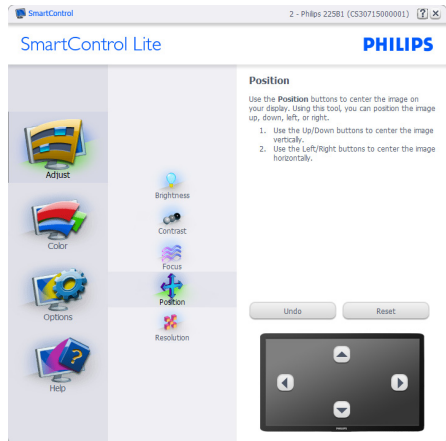 SmartControl
2 - Philips 225B1 (CS30715000001)
SmartControl Lite
PHILIPS
Adjust
Color
Options
Help
Brightness
Contrast
Focus
Position
Resolution
Position
Use the Position buttons to center the image on
your display. Using this tool, you can position the image
up, down, left, or right.
1. Use the Up/Down buttons to center the image
vertically.
2. Use the Left/Right buttons to center the image
horizontally.
Undo
Reset
PHILIPS